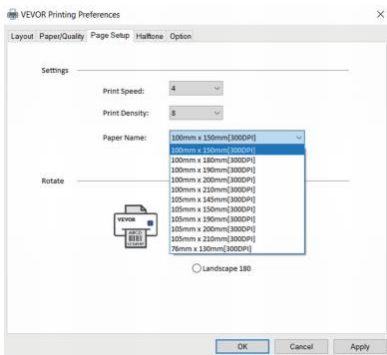 VEVOR Printing Preferences
Layout Paper/Quality Page Setup Halftone Option
Settings
Print Speed: 4
Print Density: 8
Paper Name: 100mm x 150mm[300DPI]
100mm x 150mm[300DPI]
100mm x 180mm[300DPI]
100mm x 190mm[300DPI]
100mm x 200mm[300DPI]
100mm x 210mm[300DPI]
105mm x 145mm[300DPI]
105mm x 150mm[300DPI]
105mm x 190mm[300DPI]
105mm x 200mm[300DPI]
105mm x 210mm[300DPI]
76mm x 130mm[300DPI]
Rotate
VEVOR
ABCD
Landscape 180
OK Cancel Apply